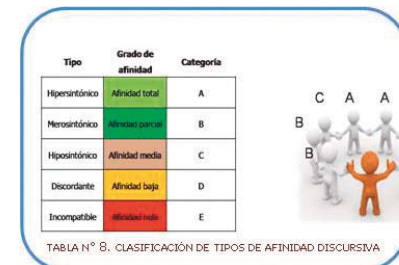 Tipo Grado de afinidad Categoría
Hipersintónico Afinidad total A
Merosintónico Afinidad parcial B
Hiposintónico Afinidad media C
Discordante Afinidad baja D
Incompatible Afinidad nula E
C A A
B
B
TABLA N° 8. CLASIFICACIÓN DE TIPOS DE AFINIDAD DISCURSIVA